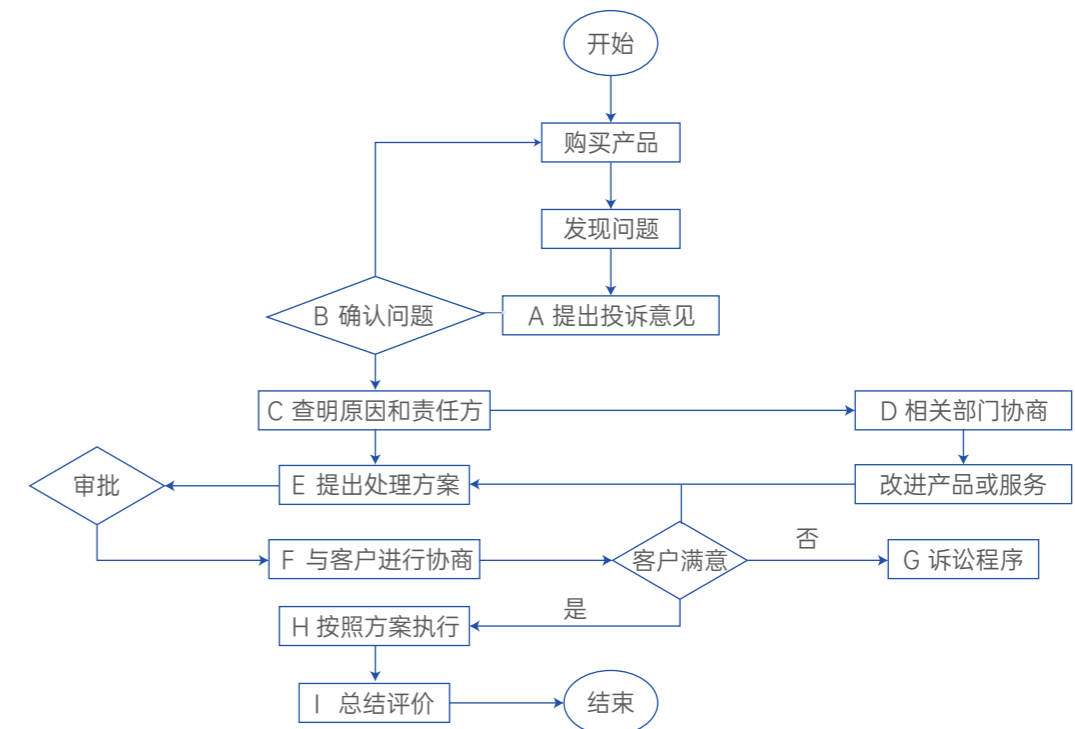 开始
购买产品
发现问题
B 确认问题
A 提出投诉意见
C 查明原因和责任方
D 相关部门协商
审批
E 提出处理方案
改进产品或服务
F 与客户进行协商
客户满意
否
G 诉讼程序
是
H 按照方案执行
I 总结评价
结束